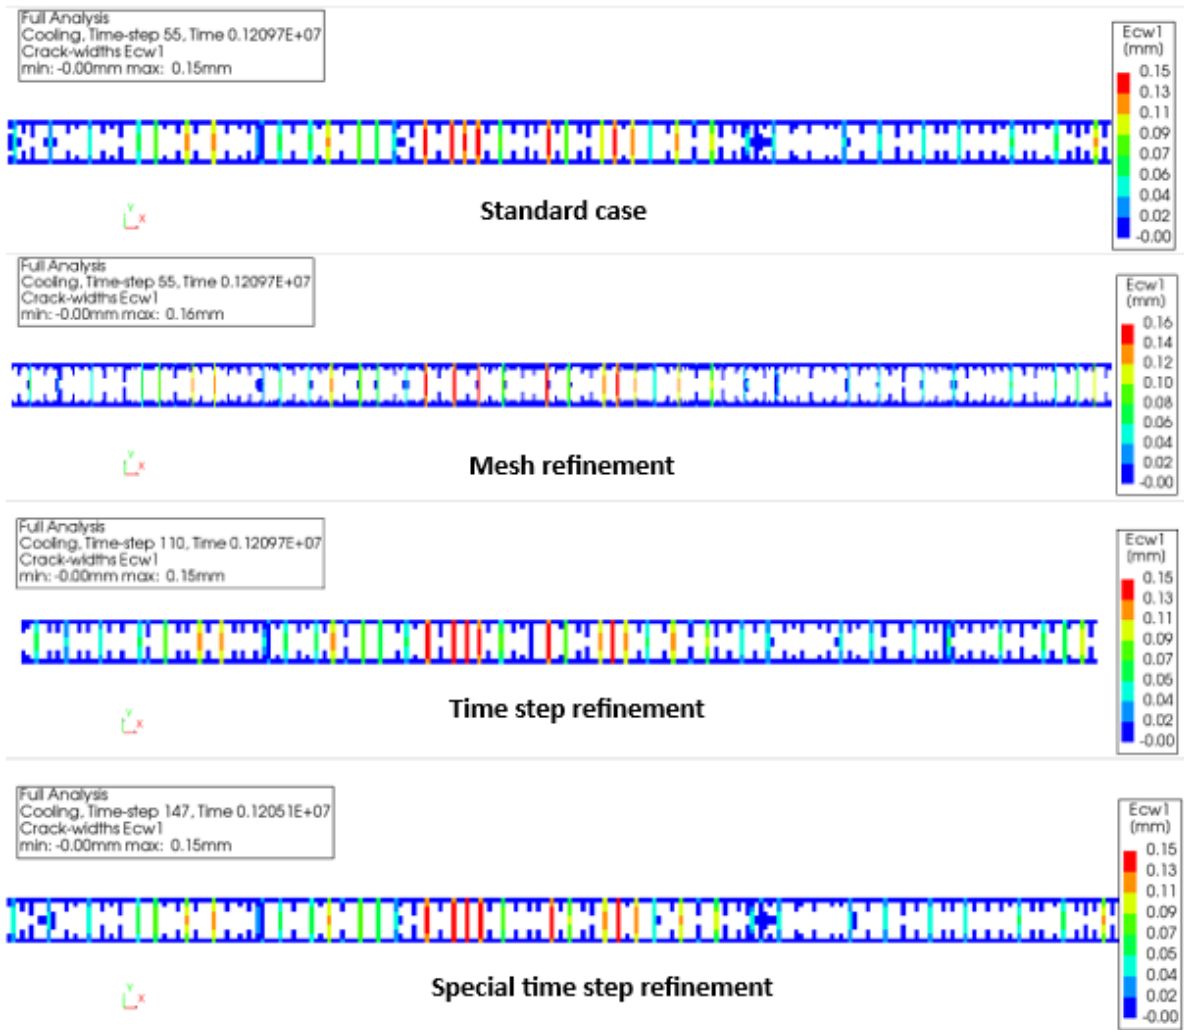 Full Analysis
Cooling, Time-step 55, Time 0.12097E+07
Crack-widths Ecw1
min: -0.00mm max: 0.15mm
Ecw1
(mm)
0.15
0.13
0.11
0.09
0.07
0.06
0.04
0.02
-0.00
Y
X
Standard case
Full Analysis
Cooling, Time-step 55, Time 0.12097E+07
Crack-widths Ecw1
min: -0.00mm max: 0.16mm
Ecw1
(mm)
0.16
0.14
0.12
0.10
0.08
0.06
0.04
0.02
-0.00
Y
X
Mesh refinement
Full Analysis
Cooling, Time-step 110, Time 0.12097E+07
Crack-widths Ecw1
min: -0.00mm max: 0.15mm
Ecw1
(mm)
0.15
0.13
0.11
0.09
0.07
0.05
0.04
0.02
-0.00
Y
X
Time step refinement
Full Analysis
Cooling, Time-step 147, Time 0.12051E+07
Crack-widths Ecw1
min: -0.00mm max: 0.15mm
Ecw1
(mm)
0.15
0.13
0.11
0.09
0.07
0.06
0.04
0.02
-0.00
Y
X
Special time step refinement